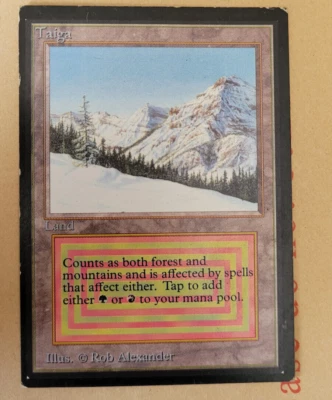 Taiga
Land
Counts as both forest and
mountains and is affected by spells
that affect either. Tap to add
either or to your mana pool.
Illus. © Rob Alexander